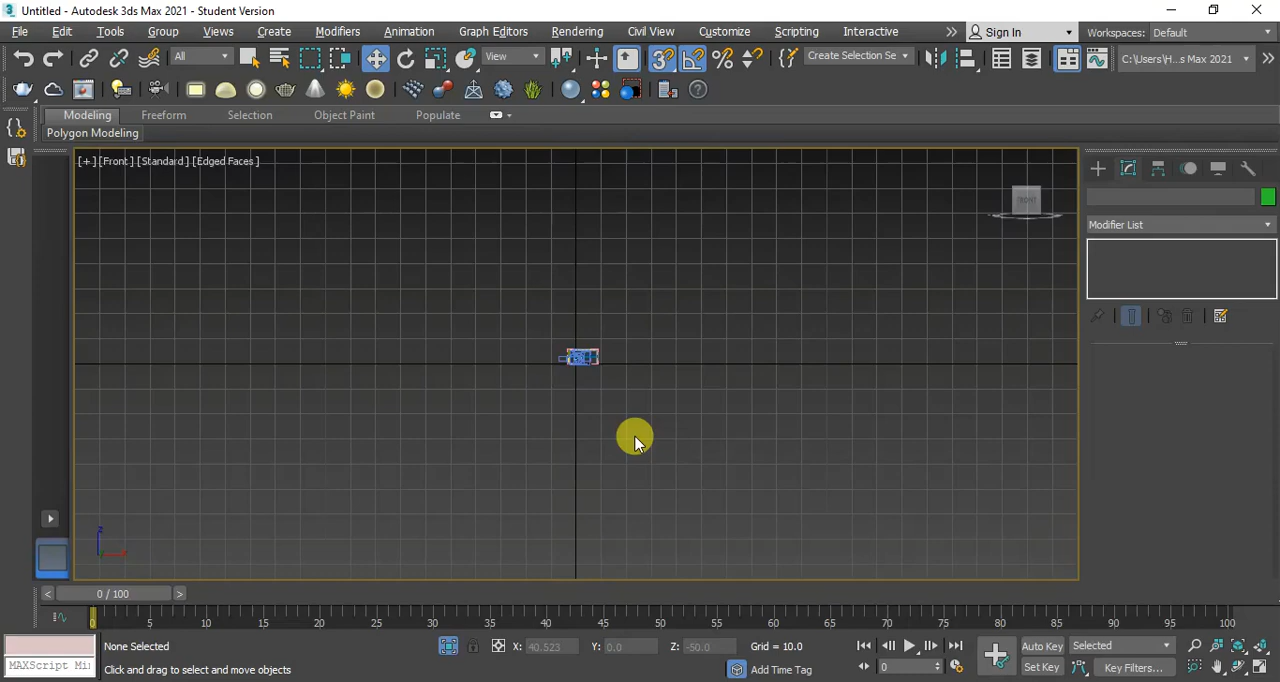 Untitled - Autodesk 3ds Max 2021 - Student Version
File Edit Tools Group Views Create Modifiers Animation Graph Editors Rendering Civil View Customize Scripting Interactive Sign In Workspaces: Default
All View Create Selection Se C:\Users\H...s Max 2021
Modeling Freeform Selection Object Paint Populate
Polygon Modeling
[+] [Front] [Standard] [Edged Faces]
FRONT
Modifier List
z
x
< 0 / 100 >
0 5 10 15 20 25 30 35 40 45 50 55 60 65 70 75 80 85 90 95 100
None Selected X: 40.523 Y: 0.0 Z: -50.0 Grid = 10.0 Auto Key Selected
MAXScript Mi: Click and drag to select and move objects Add Time Tag 0 Set Key Key Filters...